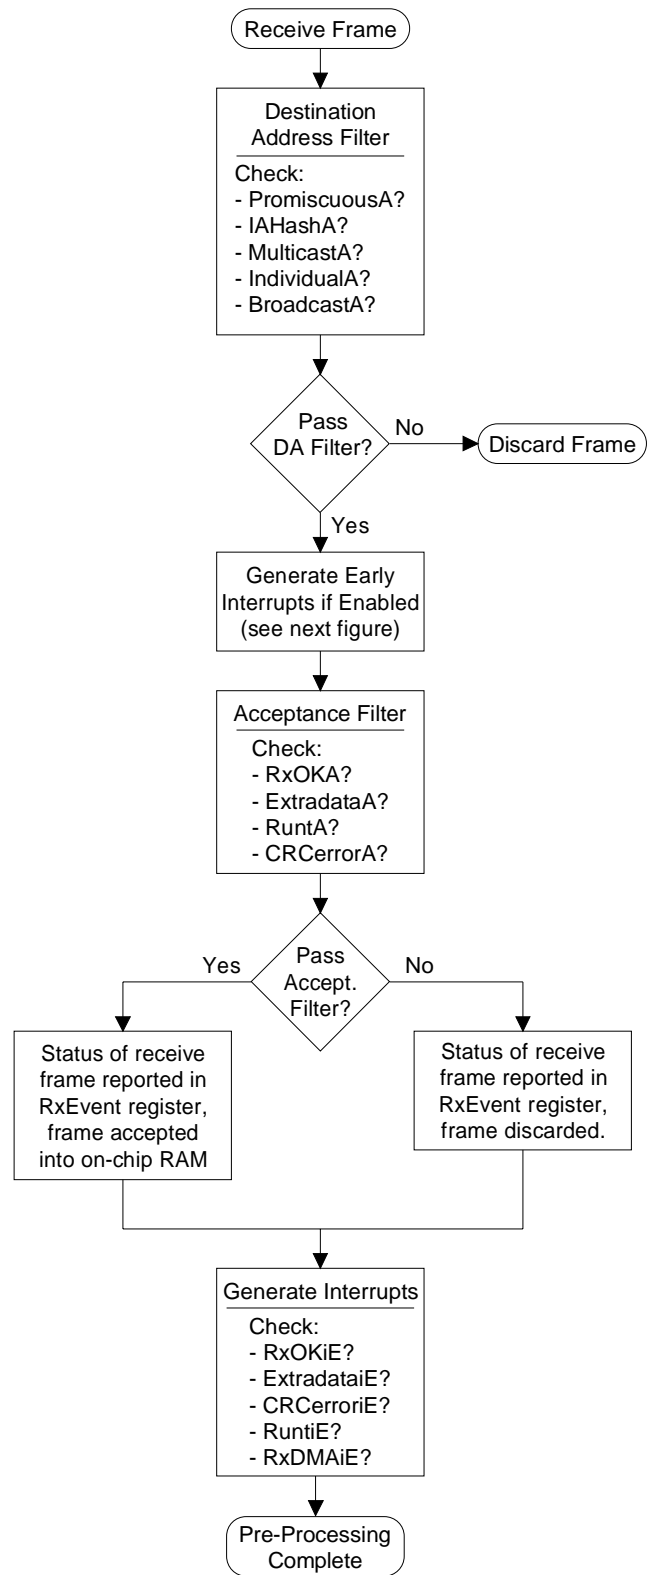 Receive Frame
Destination
Address Filter
Check:
- PromiscuousA?
- IAHashA?
- MulticastA?
- IndividualA?
- BroadcastA?
Pass
DA Filter?
No
Discard Frame
Yes
Generate Early
Interrupts if Enabled
(see next figure)
Acceptance Filter
Check:
- RxOKA?
- ExtradataA?
- RuntA?
- CRCerrorA?
Pass
Accept.
Filter?
Yes
No
Status of receive
frame reported in
RxEvent register,
frame accepted
into on-chip RAM
Status of receive
frame reported in
RxEvent register,
frame discarded.
Generate Interrupts
Check:
- RxOKiE?
- ExtradataiE?
- CRCerroriE?
- RuntiE?
- RxDMAiE?
Pre-Processing
Complete